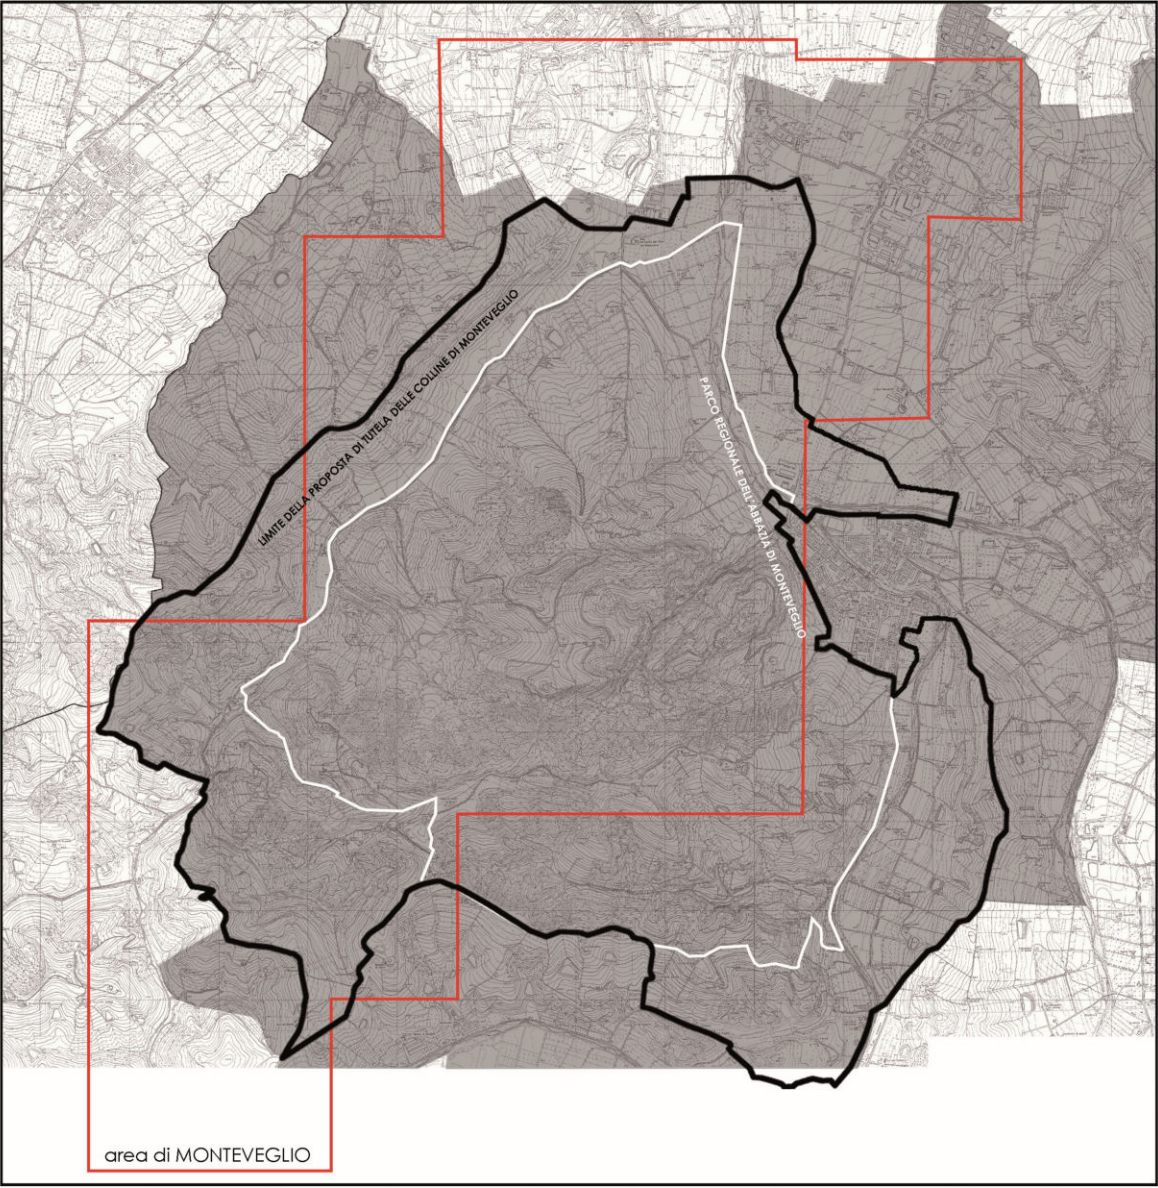 LIMITE DELLA PROPOSTA DI TUTELA DELLE COLLINE DI MONTEVEGLIO
PARCO REGIONALE DELL'ABBAZIA DI MONTEVEGLIO
area di MONTEVEGLIO